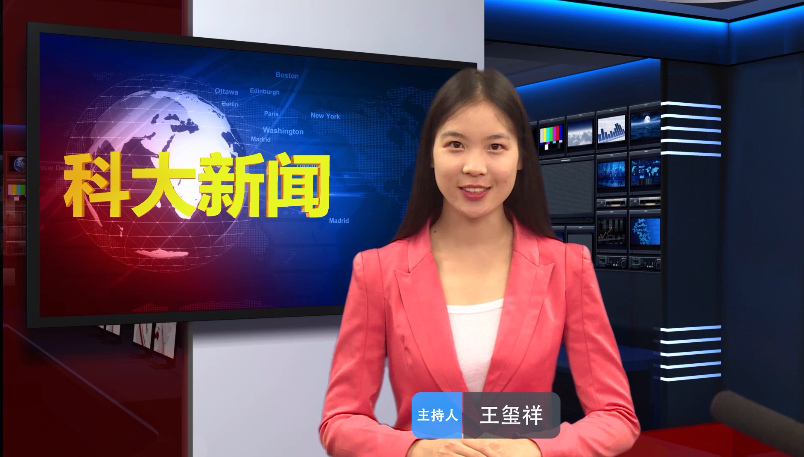 Boston
Ottawa
Edinburgh
Berlin
Paris
New York
Washington
Madrid
科大新闻
Madrid
主持人 王玺祥